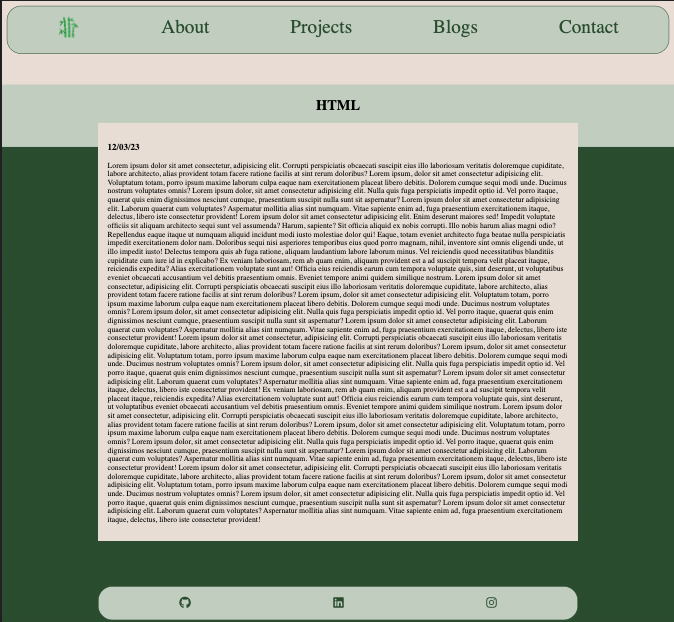 About
Projects
Blogs
Contact
HTML
12/03/23
Lorem ipsum dolor sit amet consectetur, adipisicing elit. Corrupti perspiciatis obcaecati suscipit eius illo laboriosam veritatis doloremque cupiditate,
labore architecto, alias provident totam facere ratione facilis at sint rerum doloribus? Lorem ipsum, dolor sit amet consectetur adipisicing elit.
Voluptatum totam, porro ipsum maxime laborum culpa eaque nam exercitationem placeat libero debitis. Dolorem cumque sequi modi unde. Ducimus
nostrum voluptates omnis? Lorem ipsum dolor, sit amet consectetur adipisicing elit. Nulla quis fuga perspiciatis impedit optio id. Vel porro itaque,
quaerat quis enim dignissimos nesciunt cumque, praesentium suscipit nulla sunt sit aspernatur? Lorem ipsum dolor sit amet consectetur adipisicing
elit. Laborum quaerat cum voluptates? Aspernatur mollitia alias sint numquam. Vitae sapiente enim ad, fuga praesentium exercitationem itaque,
delectus, libero iste consectetur provident! Lorem ipsum dolor sit amet consectetur adipisicing elit. Enim deserunt maiores sed! Impedit voluptate
officiis sit aliquam architecto sequi sunt vel assumenda? Harum, sapiente? Sit officia aliquid ex nobis corrupti. Illo nobis harum alias magni odio?
Repellendus eaque itaque ut numquam aliquid incidunt modi iusto molestiae dolor qui! Eaque, totam eveniet architecto fuga beatae nulla perspiciatis
impedit exercitationem dolor nam. Doloribus sequi nisi asperiores temporibus eius quod porro magnam, nihil, inventore sint omnis eligendi unde, ut
illo impedit iusto! Delectus tempora quis ab fuga ratione, aliquam laudantium labore laborum minus. Vel reiciendis quod necessitatibus blanditiis
cupiditate cum iure id in explicabo? Ex veniam laboriosam, rem ab quam enim, aliquam provident est a ad suscipit tempora velit placeat itaque,
reiciendis expedita? Alias exercitationem voluptate sunt aut! Officia eius reiciendis earum cum tempora voluptate quis, sint deserunt, ut voluptatibus
eveniet obcaecati accusantium vel debitis praesentium. Eveniet tempore animi quidem similique nostrum. Lorem ipsum dolor sit amet
consectetur, adipisicing elit. Corrupti perspiciatis obcaecati suscipit eius illo laboriosam veritatis doloremque cupiditate, labore architecto, alias
provident totam facere ratione facilis at sint rerum doloribus? Lorem ipsum, dolor sit amet consectetur adipisicing elit. Voluptatum totam, porro
ipsum maxime laborum culpa eaque nam exercitationem placeat libero debitis. Dolorem cumque sequi modi unde. Ducimus nostrum voluptates
omnis? Lorem ipsum dolor, sit amet consectetur adipisicing elit. Nulla quis fuga perspiciatis impedit optio id. Vel porro itaque, quaerat quis enim
dignissimos nesciunt cumque, praesentium suscipit nulla sunt sit aspernatur? Lorem ipsum dolor sit amet consectetur adipisicing elit. Laborum
quaerat cum voluptates? Aspernatur mollitia alias sint numquam. Vitae sapiente enim ad, fuga praesentium exercitationem itaque, delectus, libero iste
consectetur provident! Lorem ipsum dolor sit amet consectetur, adipisicing elit. Corrupti perspiciatis obcaecati suscipit eius illo laboriosam veritatis
doloremque cupiditate, labore architecto, alias provident totam facere ratione facilis at sint rerum doloribus? Lorem ipsum, dolor sit amet consectetur
adipisicing elit. Voluptatum totam, porro ipsum maxime laborum culpa eaque nam exercitationem placeat libero debitis. Dolorem cumque sequi modi
unde. Ducimus nostrum voluptates omnis? Lorem ipsum dolor, sit amet consectetur adipisicing elit. Nulla quis fuga perspiciatis impedit optio id. Vel
porro itaque, quaerat quis enim dignissimos nesciunt cumque, praesentium suscipit nulla sunt sit aspernatur? Lorem ipsum dolor sit amet consectetur
adipisicing elit. Laborum quaerat cum voluptates? Aspernatur mollitia alias sint numquam. Vitae sapiente enim ad, fuga praesentium exercitationem
itaque, delectus, libero iste consectetur provident! Ex veniam laboriosam, rem ab quam enim, aliquam provident est a ad suscipit tempora velit
placeat itaque, reiciendis expedita? Alias exercitationem voluptate sunt aut! Officia eius reiciendis earum cum tempora voluptate quis, sint deserunt,
ut voluptatibus eveniet obcaecati accusantium vel debitis praesentium. Eveniet tempore animi quidem similique nostrum. Lorem ipsum dolor
sit amet consectetur, adipisicing elit. Corrupti perspiciatis obcaecati suscipit eius illo laboriosam veritatis doloremque cupiditate, labore architecto,
alias provident totam facere ratione facilis at sint rerum doloribus? Lorem ipsum, dolor sit amet consectetur adipisicing elit. Voluptatum totam, porro
ipsum maxime laborum culpa eaque nam exercitationem placeat libero debitis. Dolorem cumque sequi modi unde. Ducimus nostrum voluptates
omnis? Lorem ipsum dolor, sit amet consectetur adipisicing elit. Nulla quis fuga perspiciatis impedit optio id. Vel porro itaque, quaerat quis enim
dignissimos nesciunt cumque, praesentium suscipit nulla sunt sit aspernatur? Lorem ipsum dolor sit amet consectetur adipisicing elit. Laborum
quaerat cum voluptates? Aspernatur mollitia alias sint numquam. Vitae sapiente enim ad, fuga praesentium exercitationem itaque, delectus, libero iste
consectetur provident! Lorem ipsum dolor sit amet consectetur, adipisicing elit. Corrupti perspiciatis obcaecati suscipit eius illo laboriosam veritatis
doloremque cupiditate, labore architecto, alias provident totam facere ratione facilis at sint rerum doloribus? Lorem ipsum, dolor sit amet consectetur
adipisicing elit. Voluptatum totam, porro ipsum maxime laborum culpa eaque nam exercitationem placeat libero debitis. Dolorem cumque sequi modi
unde. Ducimus nostrum voluptates omnis? Lorem ipsum dolor, sit amet consectetur adipisicing elit. Nulla quis fuga perspiciatis impedit optio id. Vel
porro itaque, quaerat quis enim dignissimos nesciunt cumque, praesentium suscipit nulla sunt sit aspernatur? Lorem ipsum dolor sit amet consectetur
adipisicing elit. Laborum quaerat cum voluptates? Aspernatur mollitia alias sint numquam. Vitae sapiente enim ad, fuga praesentium exercitationem
itaque, delectus, libero iste consectetur provident!